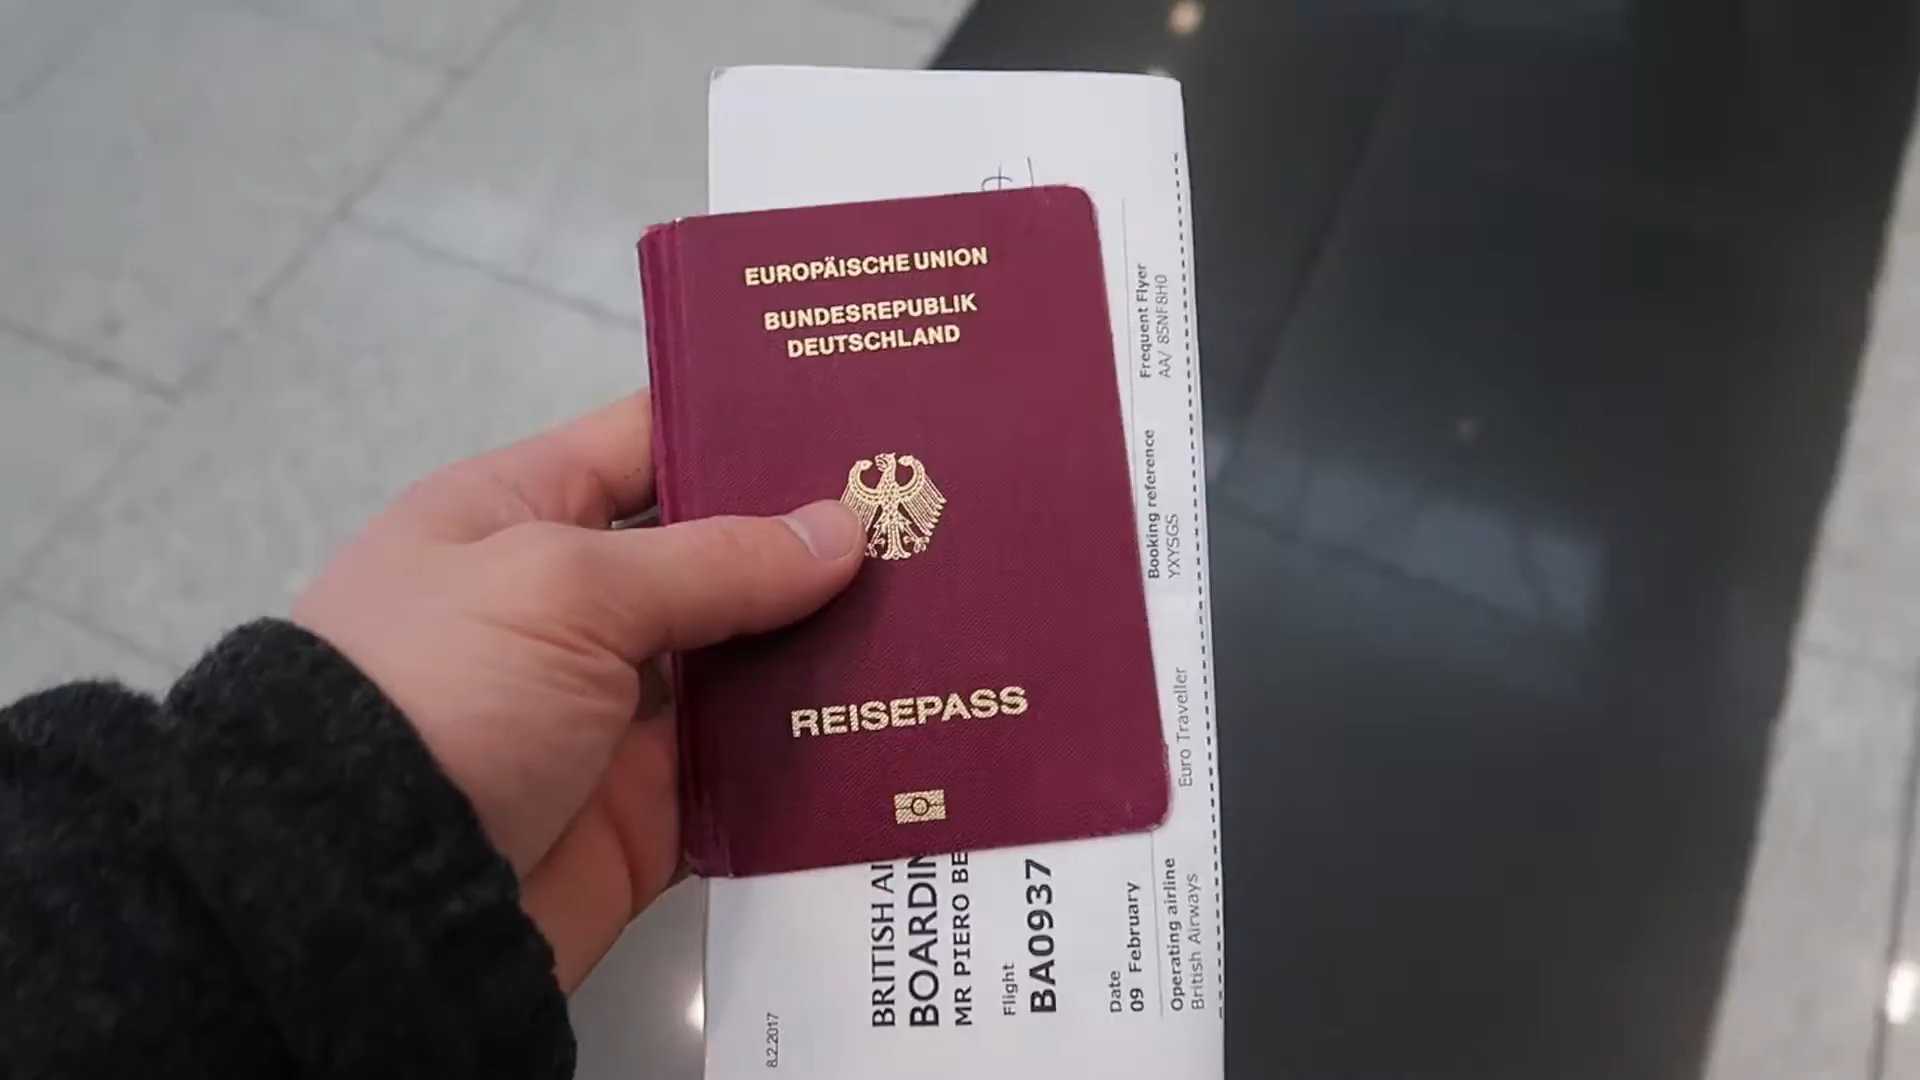 EUROPÄISCHE UNION
BUNDESREPUBLIK
DEUTSCHLAND
REISEPASS
BRITISH AI
BOARDIN
MR PIERO BE
Flight
BA0937
Date
09 February
Operating airline
British Airways
Euro Traveller
Booking reference
YXYSGS
Frequent Flyer
AA/ 85NF8H0
8.2.2017